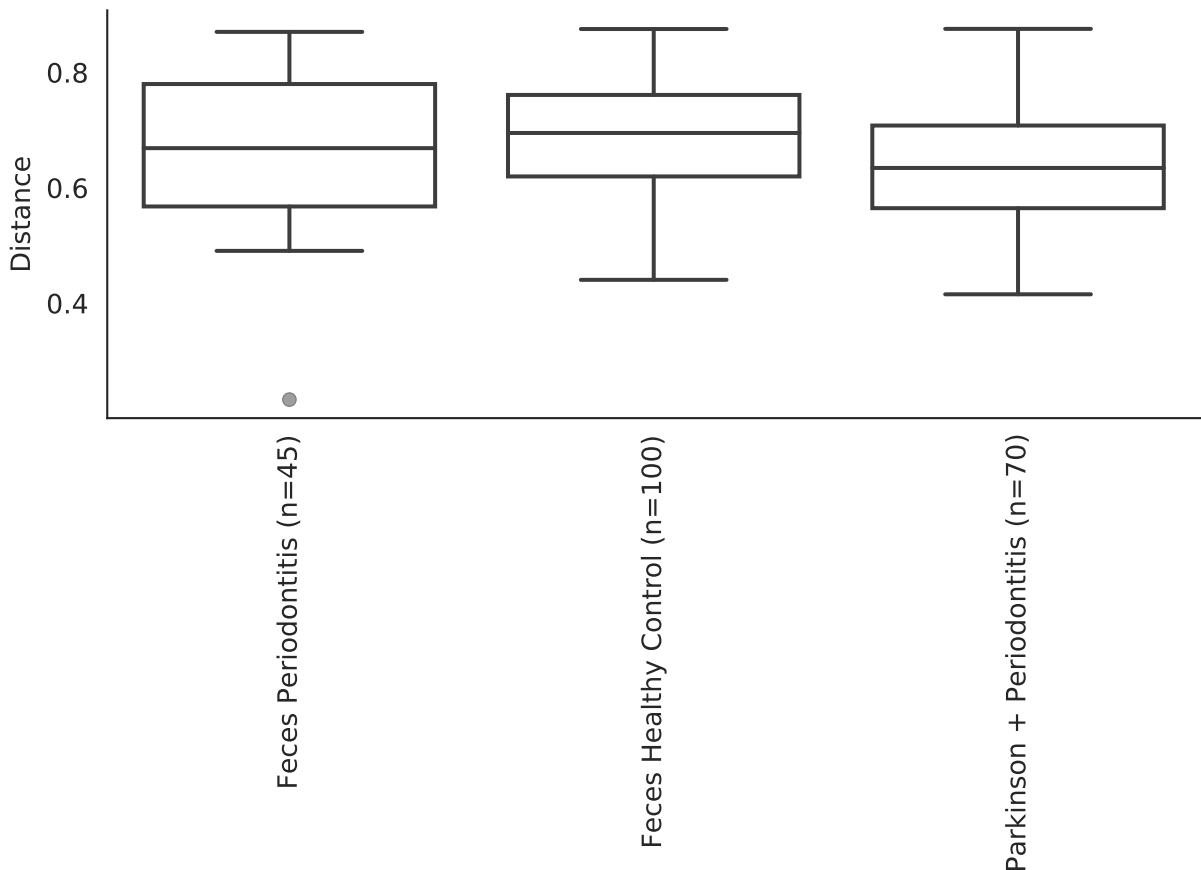 Distance
0.8
0.6
0.4
Feces Periodontitis (n=45)
Feces Healthy Control (n=100)
Parkinson + Periodontitis (n=70)